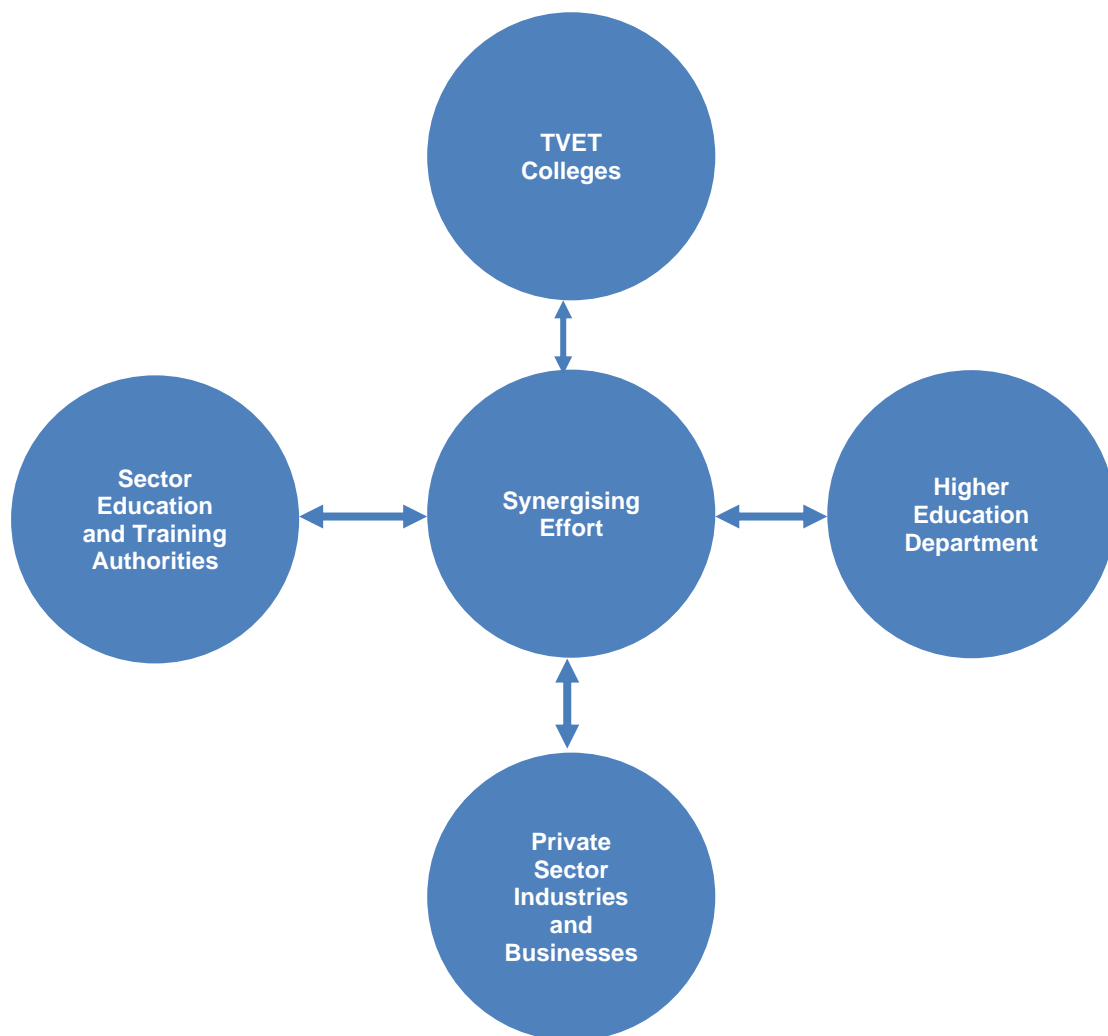 TVET
Colleges
Sector
Education
and Training
Authorities
Synergising
Effort
Higher
Education
Department
Private
Sector
Industries
and
Businesses